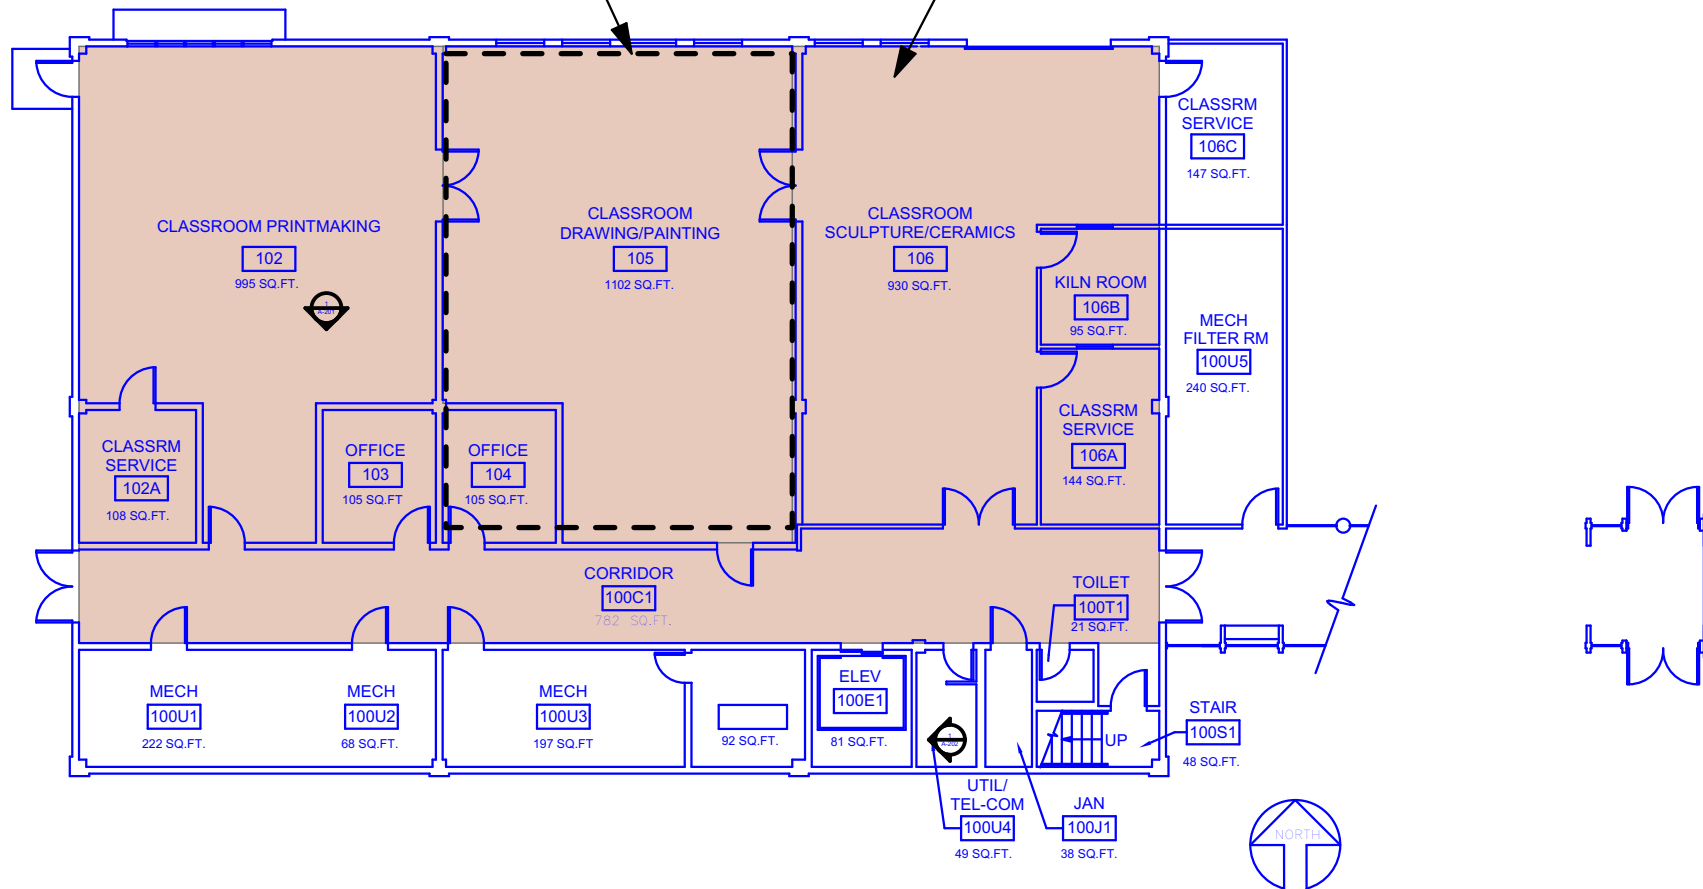 CLASSROOM PRINTMAKING
102
995 SQ.FT.
1
A-201
CLASSROOM
DRAWING/PAINTING
105
1102 SQ.FT.
CLASSROOM
SCULPTURE/CERAMICS
106
930 SQ.FT.
CLASSRM
SERVICE
106C
147 SQ.FT.
KILN ROOM
106B
95 SQ.FT.
MECH
FILTER RM
100U5
240 SQ.FT.
CLASSRM
SERVICE
102A
108 SQ.FT.
OFFICE
103
105 SQ.FT
OFFICE
104
105 SQ.FT.
CLASSRM
SERVICE
106A
144 SQ.FT.
CORRIDOR
100C1
782 SQ.FT.
TOILET
100T1
21 SQ.FT.
MECH
100U1
222 SQ.FT.
MECH
100U2
68 SQ.FT.
MECH
100U3
197 SQ.FT
92 SQ.FT.
ELEV
100E1
81 SQ.FT.
1
A-202
UP
STAIR
100S1
48 SQ.FT.
UTIL/
TEL-COM
100U4
49 SQ.FT.
JAN
100J1
38 SQ.FT.
NORTH